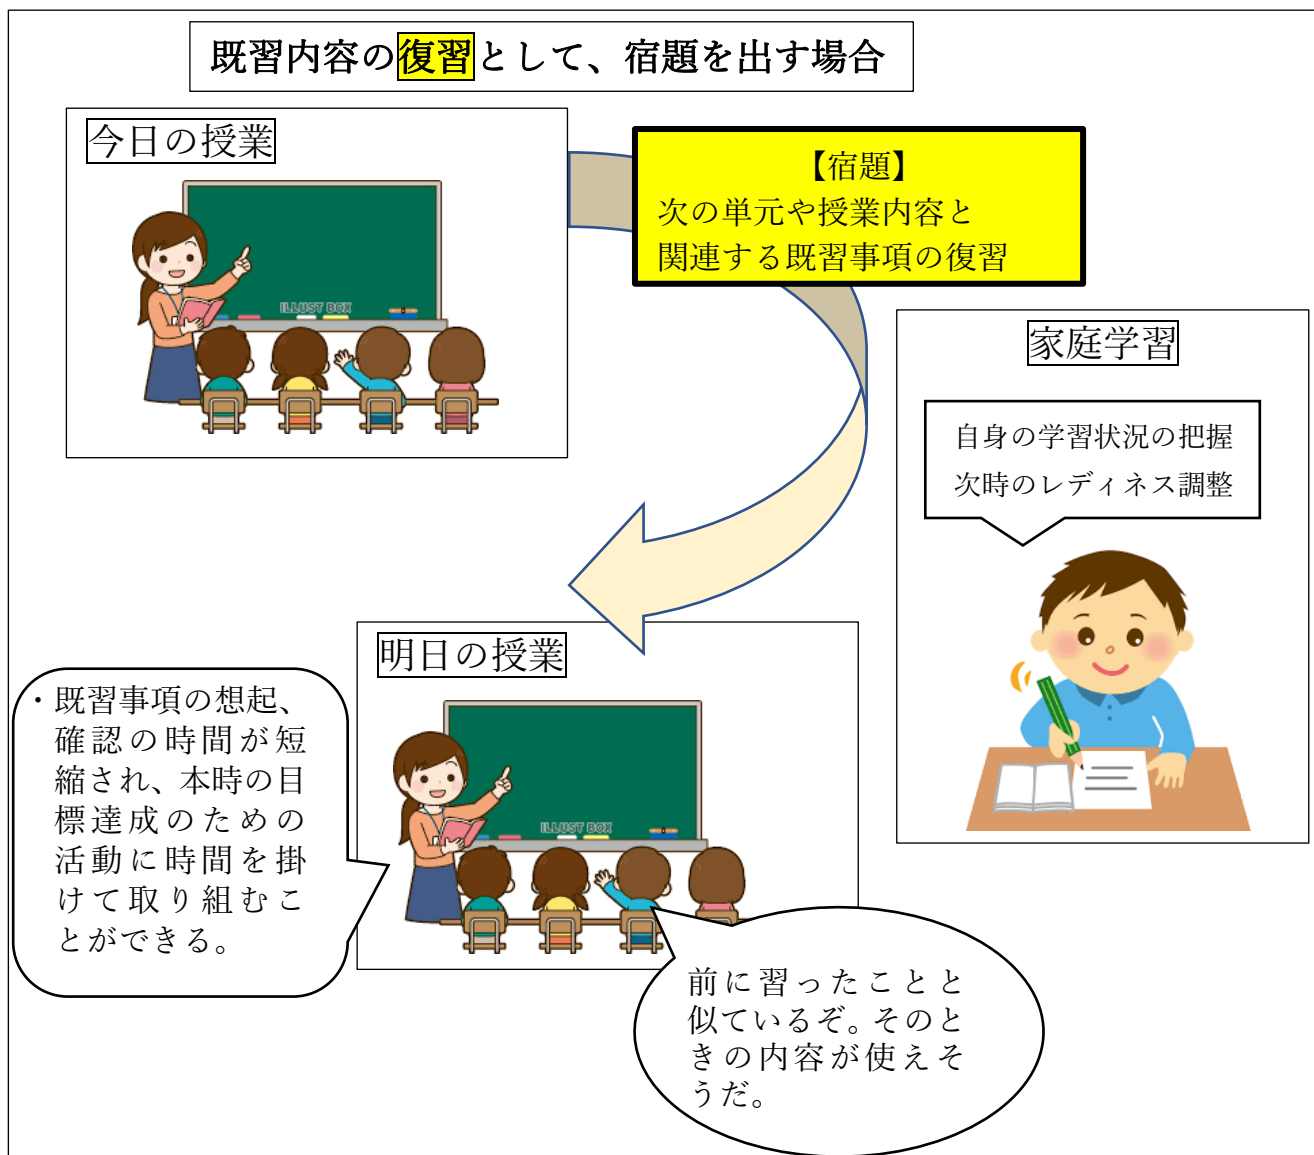 既習内容の復習として、宿題を出す場合
今日の授業
ILLUST BOX
【宿題】
次の単元や授業内容と
関連する既習事項の復習
家庭学習
自身の学習状況の把握
次時のレディネス調整
明日の授業
ILLUST BOX
・既習事項の想起、
確認の時間が短
縮され、本時の目
標達成のための
活動に時間を掛
けて取り組むこ
とができる。
前に習ったことと
似ているぞ。そのと
きの内容が使えそ
うだ。